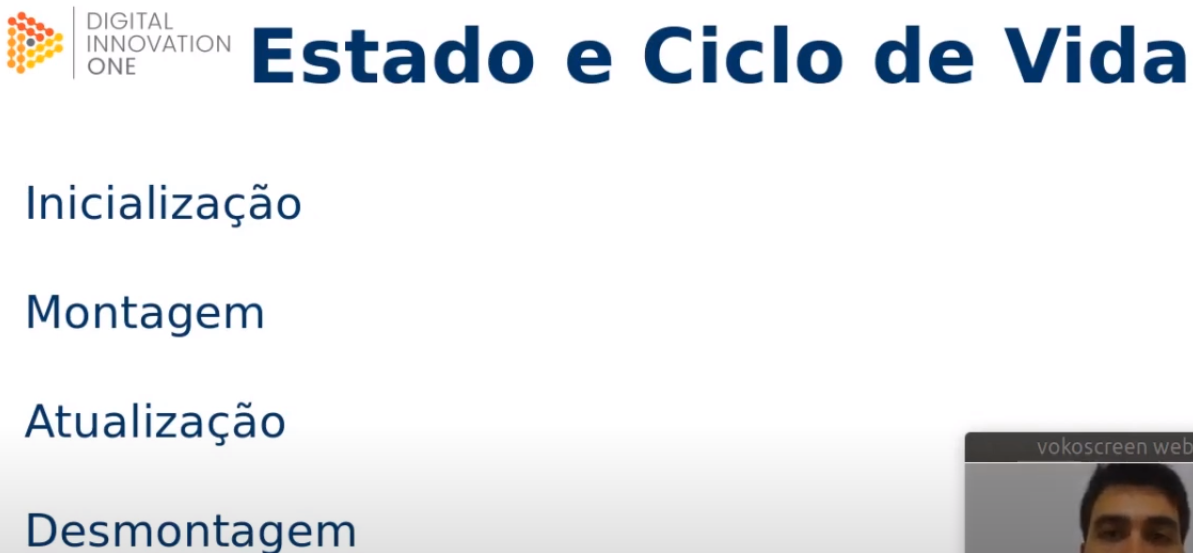 DIGITAL
INNOVATION
ONE
Estado e Ciclo de Vida
Inicialização
Montagem
Atualização
Desmontagem
vokoscreen web